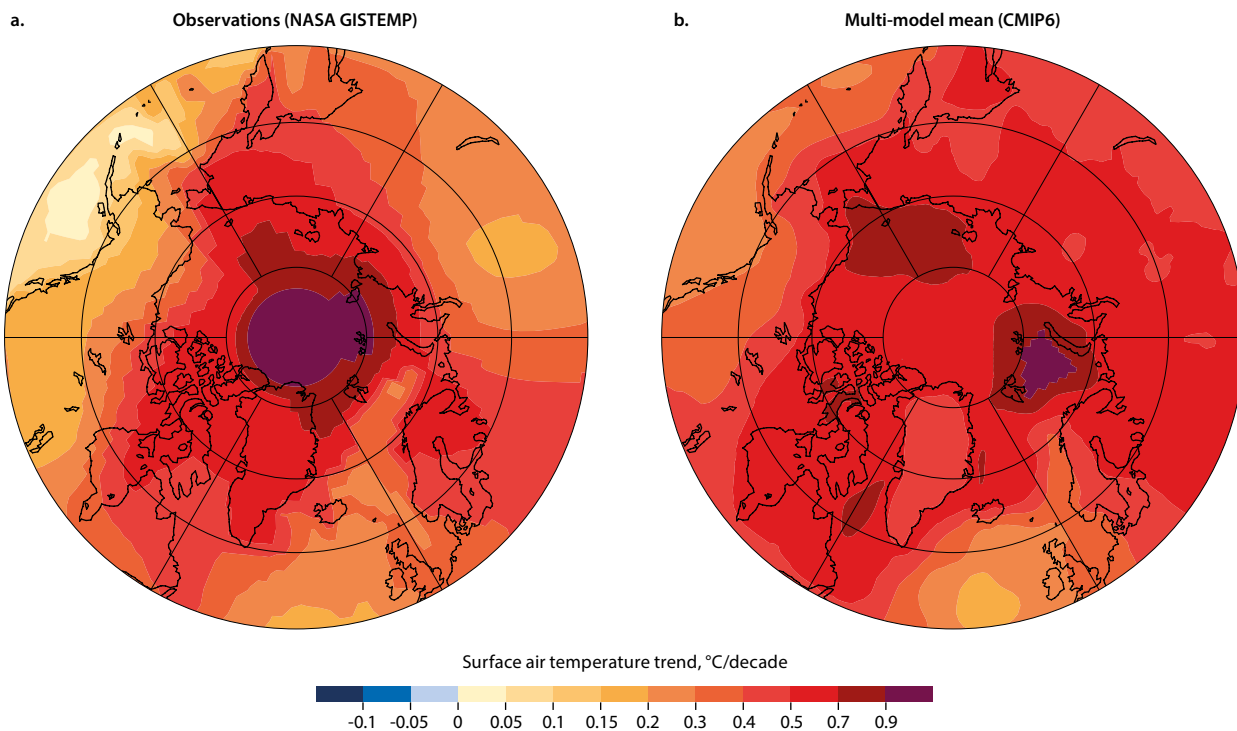 a. Observations (NASA GISTEMP)
b. Multi-model mean (CMIP6)
Surface air temperature trend, °C/decade
-0.1 -0.05 0 0.05 0.1 0.15 0.2 0.3 0.4 0.5 0.7 0.9